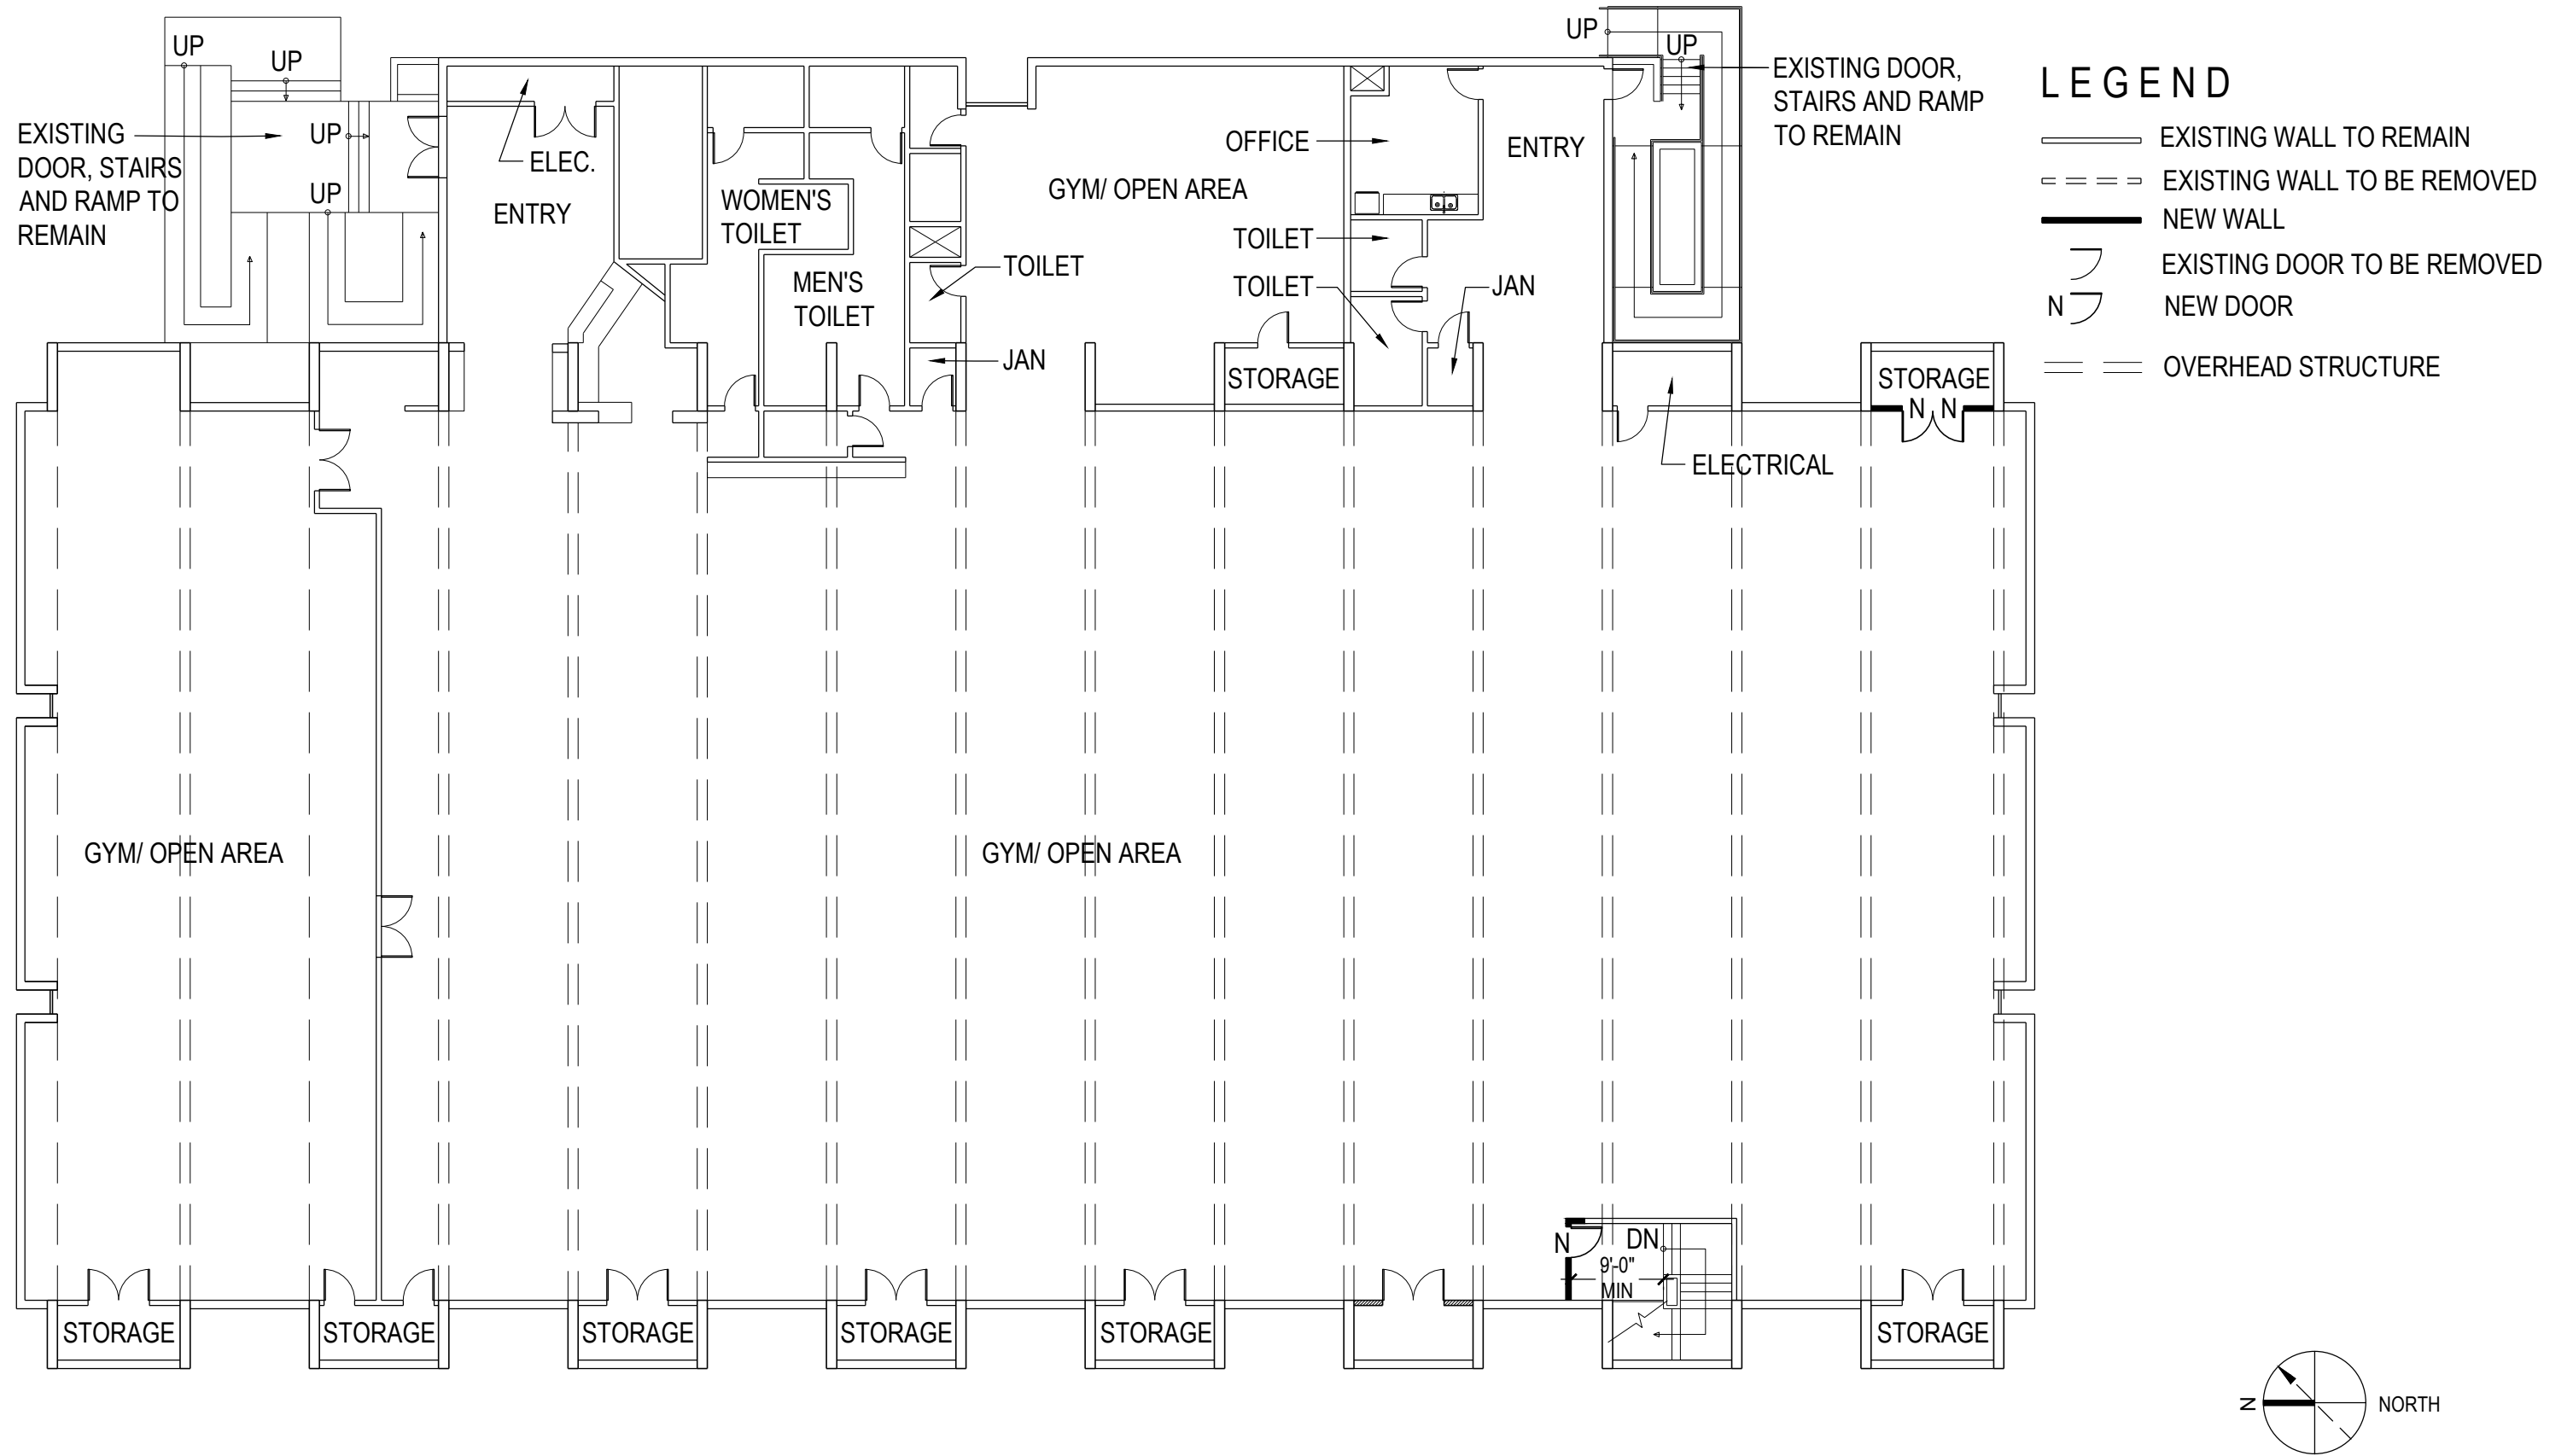 UP
UP
UP
UP
EXISTING
DOOR, STAIRS
AND RAMP TO
REMAIN
ELEC.
ENTRY
WOMEN'S
TOILET
MEN'S
TOILET
TOILET
JAN
GYM/ OPEN AREA
OFFICE
TOILET
TOILET
JAN
STORAGE
ENTRY
UP
UP
EXISTING DOOR,
STAIRS AND RAMP
TO REMAIN
ELECTRICAL
STORAGE
N N
LEGEND
EXISTING WALL TO REMAIN
EXISTING WALL TO BE REMOVED
NEW WALL
EXISTING DOOR TO BE REMOVED
N NEW DOOR
OVERHEAD STRUCTURE
GYM/ OPEN AREA
GYM/ OPEN AREA
N
DN
9'-0"
MIN
STORAGE
STORAGE
STORAGE
STORAGE
STORAGE
STORAGE
N
NORTH